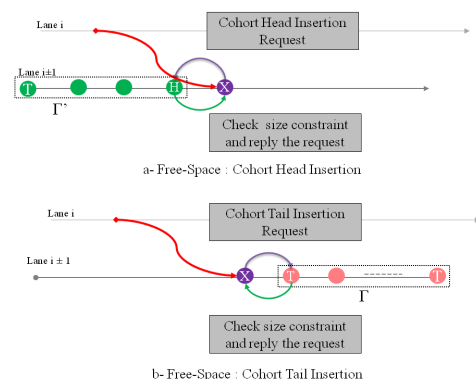 Lane i
Cohort Head Insertion
Request
Lane i±1
T
H
X
Γ'
Check size constraint
and reply the request
a- Free-Space : Cohort Head Insertion
Lane i
Cohort Tail Insertion
Request
Lane i ± 1
X
T
T
Γ
Check size constraint
and reply the request
b- Free-Space : Cohort Tail Insertion